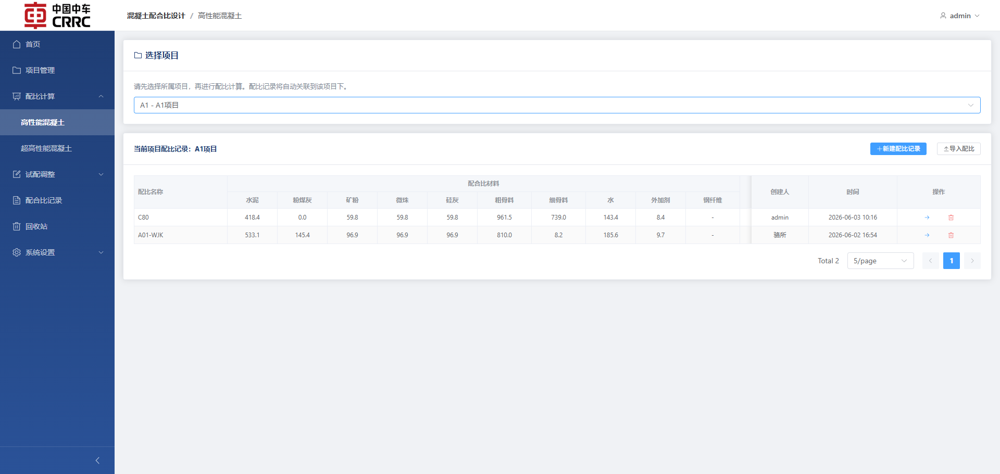 中国中车
CRRC
混凝土配合比设计 / 高性能混凝土
admin
首页
项目管理
配比计算
高性能混凝土
超高性能混凝土
试配调整
配合比记录
回收站
系统设置
选择项目
请先选择所属项目，再进行配比计算。配比记录将自动关联到该项目下。
A1 - A1项目
当前项目配比记录：A1项目
新建配比记录
导入配比
配比名称 配合比材料 创建人 时间 操作
水泥 粉煤灰 矿粉 微珠 硅灰 粗骨料 细骨料 水 外加剂 钢纤维
C80 418.4 0.0 59.8 59.8 59.8 961.5 739.0 143.4 8.4 - admin 2026-06-03 10:16
A01-WJK 533.1 145.4 96.9 96.9 96.9 810.0 8.2 185.6 9.7 - 骆所 2026-06-02 16:54
Total 2 5/page 1